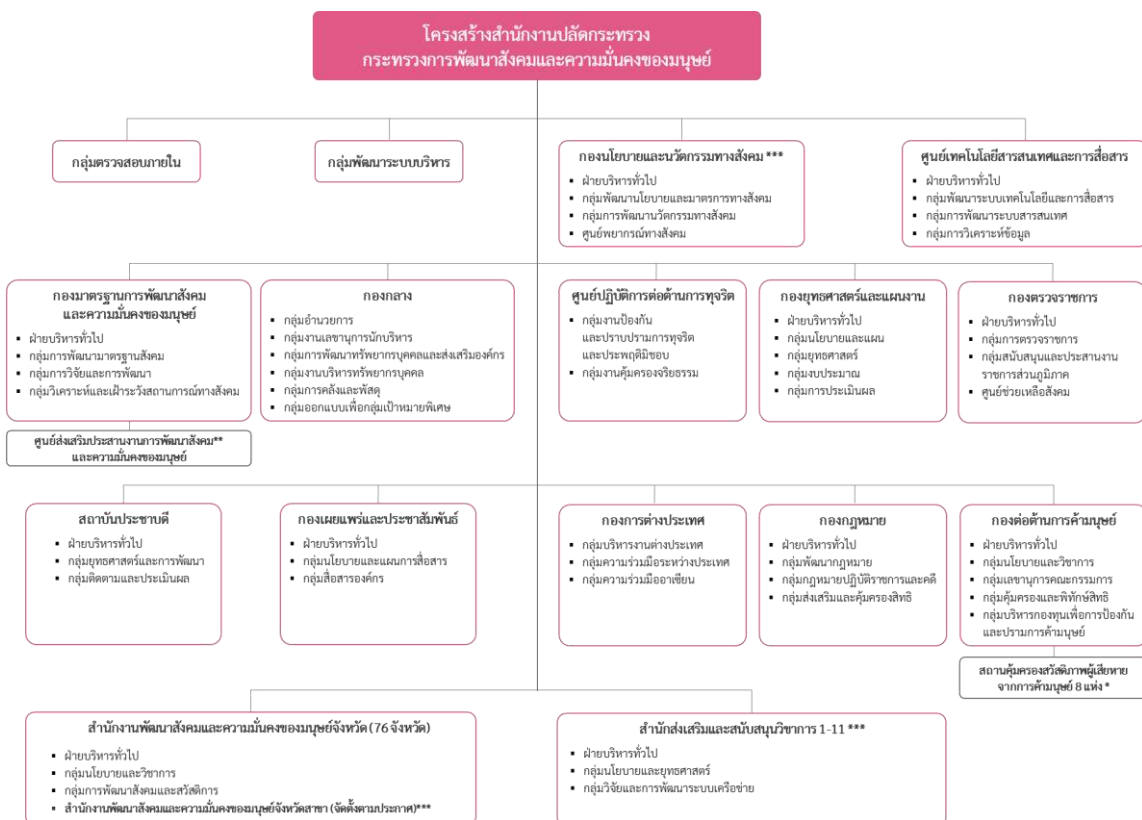 โครงสร้างสำนักงานปลัดกระทรวง
กระทรวงการพัฒนาสังคมและความมั่นคงของมนุษย์
กลุ่มตรวจสอบภายใน
กลุ่มพัฒนาระบบบริหาร
กองนโยบายและนวัตกรรมทางสังคม ***
▪ ฝ่ายบริหารทั่วไป
▪ กลุ่มพัฒนานโยบายและมาตรการทางสังคม
▪ กลุ่มการพัฒนานวัตกรรมทางสังคม
▪ ศูนย์พยากรณ์ทางสังคม
ศูนย์เทคโนโลยีสารสนเทศและการสื่อสาร
▪ ฝ่ายบริหารทั่วไป
▪ กลุ่มพัฒนาระบบเทคโนโลยีและการสื่อสาร
▪ กลุ่มการพัฒนาระบบสารสนเทศ
▪ กลุ่มการวิเคราะห์ข้อมูล
กองมาตรฐานการพัฒนาสังคม
และความมั่นคงของมนุษย์
▪ ฝ่ายบริหารทั่วไป
▪ กลุ่มการพัฒนามาตรฐานสังคม
▪ กลุ่มการวิจัยและการพัฒนา
▪ กลุ่มวิเคราะห์และเฝ้าระวังสถานการณ์ทางสังคม
ศูนย์ส่งเสริมประสานงานการพัฒนาสังคม**
และความมั่นคงของมนุษย์
กองกลาง
▪ กลุ่มอำนวยการ
▪ กลุ่มงานเลขานุการนักบริหาร
▪ กลุ่มการพัฒนาทรัพยากรบุคคลและส่งเสริมองค์กร
▪ กลุ่มงานบริหารทรัพยากรบุคคล
▪ กลุ่มการคลังและพัสดุ
▪ กลุ่มออกแบบเพื่อกลุ่มเป้าหมายพิเศษ
ศูนย์ปฏิบัติการต่อต้านการทุจริต
▪ กลุ่มงานป้องกัน
และปราบปรามการทุจริต
และประพฤติมิชอบ
▪ กลุ่มงานคุ้มครองจริยธรรม
กองยุทธศาสตร์และแผนงาน
▪ ฝ่ายบริหารทั่วไป
▪ กลุ่มนโยบายและแผน
▪ กลุ่มยุทธศาสตร์
▪ กลุ่มงบประมาณ
▪ กลุ่มการประเมินผล
กองตรวจราชการ
▪ ฝ่ายบริหารทั่วไป
▪ กลุ่มการตรวจราชการ
▪ กลุ่มสนับสนุนและประสานงาน
ราชการส่วนภูมิภาค
▪ ศูนย์ช่วยเหลือสังคม
สถาบันประชาบดี
▪ ฝ่ายบริหารทั่วไป
▪ กลุ่มยุทธศาสตร์และการพัฒนา
▪ กลุ่มติดตามและประเมินผล
กองเผยแพร่และประชาสัมพันธ์
▪ ฝ่ายบริหารทั่วไป
▪ กลุ่มนโยบายและแผนการสื่อสาร
▪ กลุ่มสื่อสารองค์กร
กองการต่างประเทศ
▪ กลุ่มบริหารงานต่างประเทศ
▪ กลุ่มความร่วมมือระหว่างประเทศ
▪ กลุ่มความร่วมมืออาเซียน
กองกฎหมาย
▪ ฝ่ายบริหารทั่วไป
▪ กลุ่มพัฒนากฎหมาย
▪ กลุ่มกฎหมายปฏิบัติราชการและคดี
▪ กลุ่มส่งเสริมและคุ้มครองสิทธิ
กองต่อต้านการค้ามนุษย์
▪ ฝ่ายบริหารทั่วไป
▪ กลุ่มนโยบายและวิชาการ
▪ กลุ่มเลขานุการคณะกรรมการ
▪ กลุ่มคุ้มครองและพิทักษ์สิทธิ
▪ กลุ่มบริหารกองทุนเพื่อการป้องกัน
และปรามการค้ามนุษย์
สถานคุ้มครองสวัสดิภาพผู้เสียหาย
จากการค้ามนุษย์ 8 แห่ง *
สำนักงานพัฒนาสังคมและความมั่นคงของมนุษย์จังหวัด (76 จังหวัด)
▪ ฝ่ายบริหารทั่วไป
▪ กลุ่มนโยบายและวิชาการ
▪ กลุ่มการพัฒนาสังคมและสวัสดิการ
▪ สำนักงานพัฒนาสังคมและความมั่นคงของมนุษย์จังหวัดสาขา (จัดตั้งตามประกาศ)***
สำนักส่งเสริมและสนับสนุนวิชาการ 1-11 ***
▪ ฝ่ายบริหารทั่วไป
▪ กลุ่มนโยบายและยุทธศาสตร์
▪ กลุ่มวิจัยและการพัฒนาระบบเครือข่าย